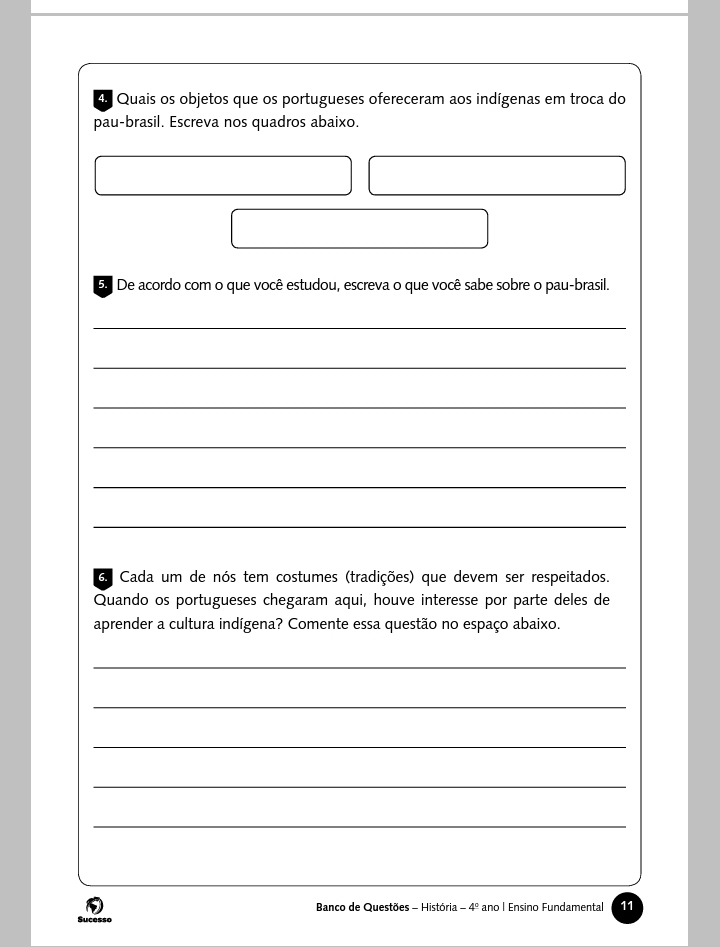 4. Quais os objetos que os portugueses ofereceram aos indígenas em troca do
pau-brasil. Escreva nos quadros abaixo.
5. De acordo com o que você estudou, escreva o que você sabe sobre o pau-brasil.
6. Cada um de nós tem costumes (tradições) que devem ser respeitados.
Quando os portugueses chegaram aqui, houve interesse por parte deles de
aprender a cultura indígena? Comente essa questão no espaço abaixo.
Sucesso
Banco de Questões – História – 4º ano | Ensino Fundamental 11